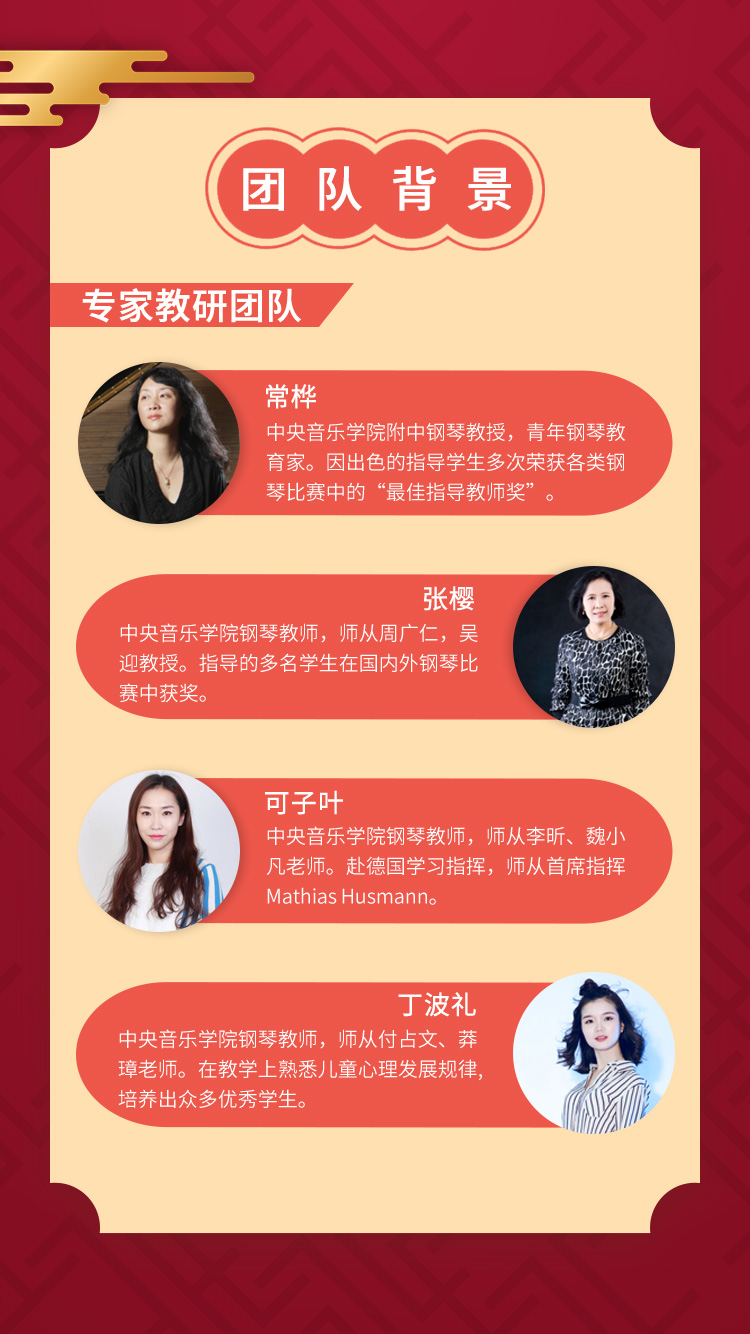 团队背景
专家教研团队
常桦
中央音乐学院附中钢琴教授，青年钢琴教
育家。因出色的指导学生多次荣获各类钢
琴比赛中的“最佳指导教师奖”。
张樱
中央音乐学院钢琴教师，师从周广仁，吴
迎教授。指导的多名学生在国内外钢琴比
赛中获奖。
可子叶
中央音乐学院钢琴教师，师从李昕、魏小
凡老师。赴德国学习指挥，师从首席指挥
Mathias Husmann。
丁波礼
中央音乐学院钢琴教师，师从付占文、莽
璋老师。在教学上熟悉儿童心理发展规律,
培养出众多优秀学生。